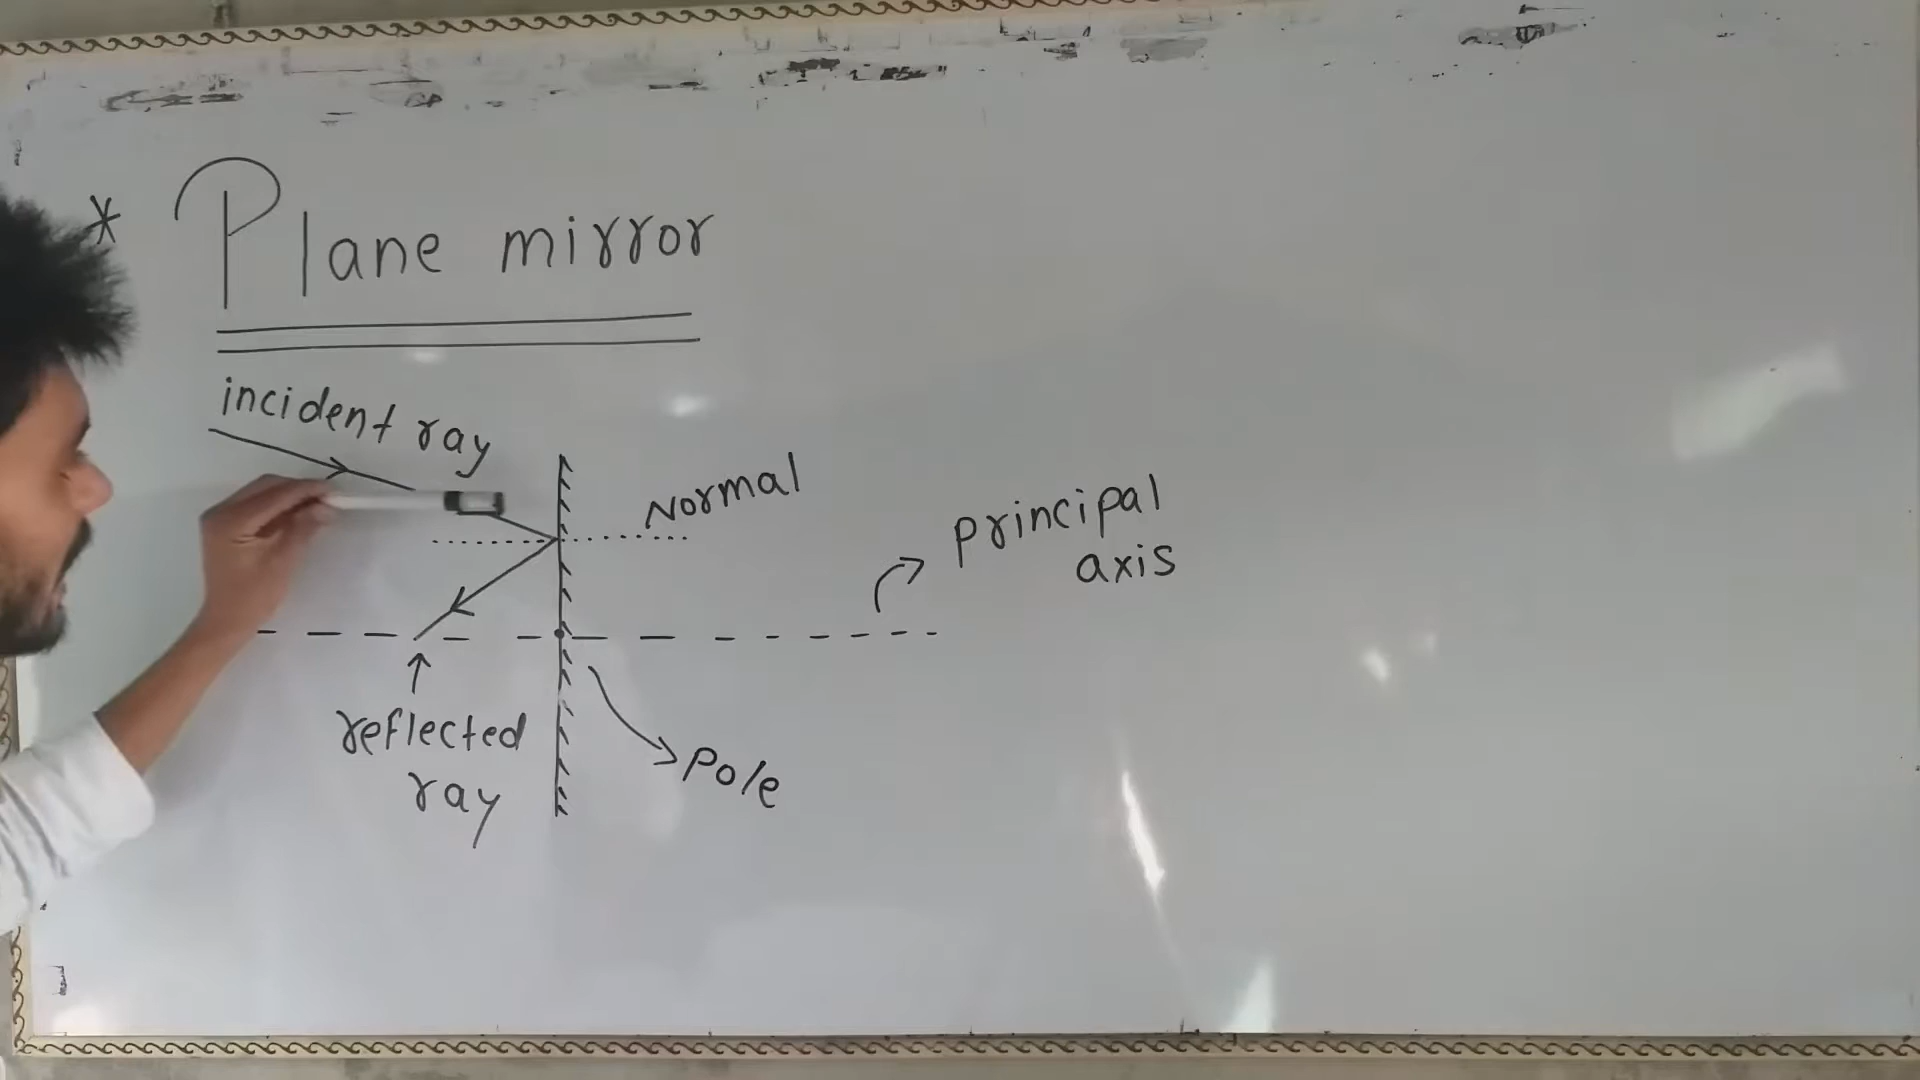 * Plane mirror
incident ray
Normal
principal
axis
reflected
ray
Pole